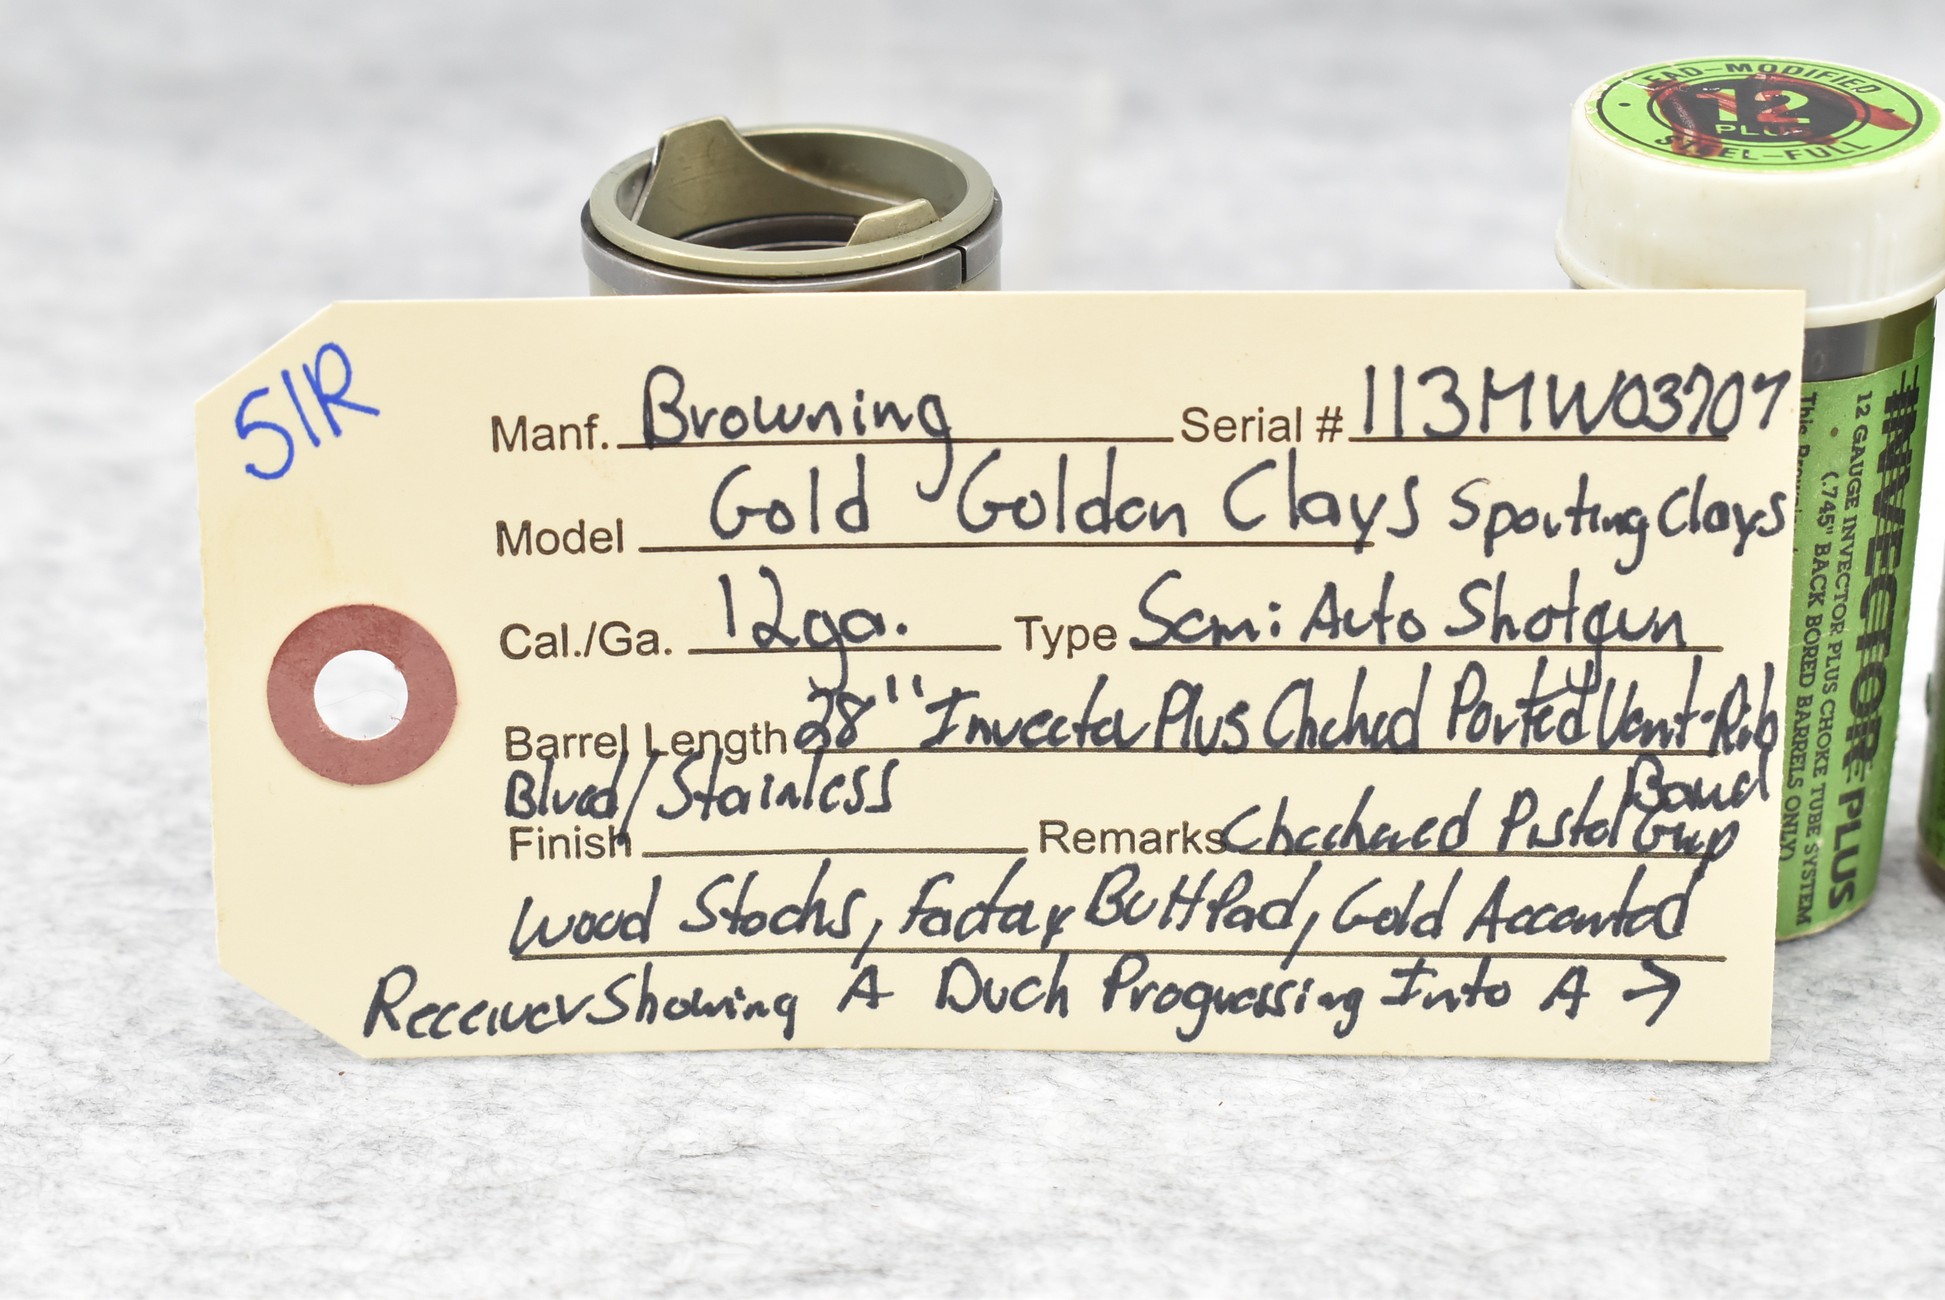 51R
Manf. Browning Serial # 113MW03707
Model Gold Golden Clays Sporting Clays
Cal./Ga. 12ga. Type Semi Auto Shotgun
Barrel Length 28" Invector Plus Choked Ported Vent-Rib
Blued/Stainless Band
Finish Remarks Checkered Pistol Grip
Wood Stocks, Factory Butt Pad, Gold Accented
Receiver Showing A Duck Progressing Into A →
LEAD-MODIFIED
12
PLUS
STEEL-FULL
INVECTOR-PLUS
12 GAUGE INVECTOR PLUS CHOKE TUBE SYSTEM
(.745" BACK BORED BARRELS ONLY)
This